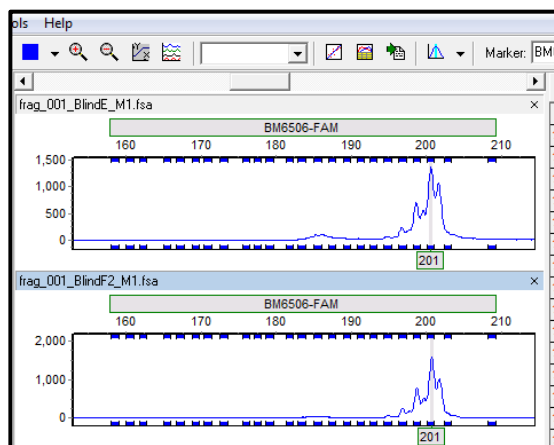 ols Help
Marker: BM
frag_001_BlindE_M1.fsa
BM6506-FAM
160 170 180 190 200 210
1,500
1,000
500
0
201
frag_001_BlindF2_M1.fsa
BM6506-FAM
160 170 180 190 200 210
2,000
1,000
0
201